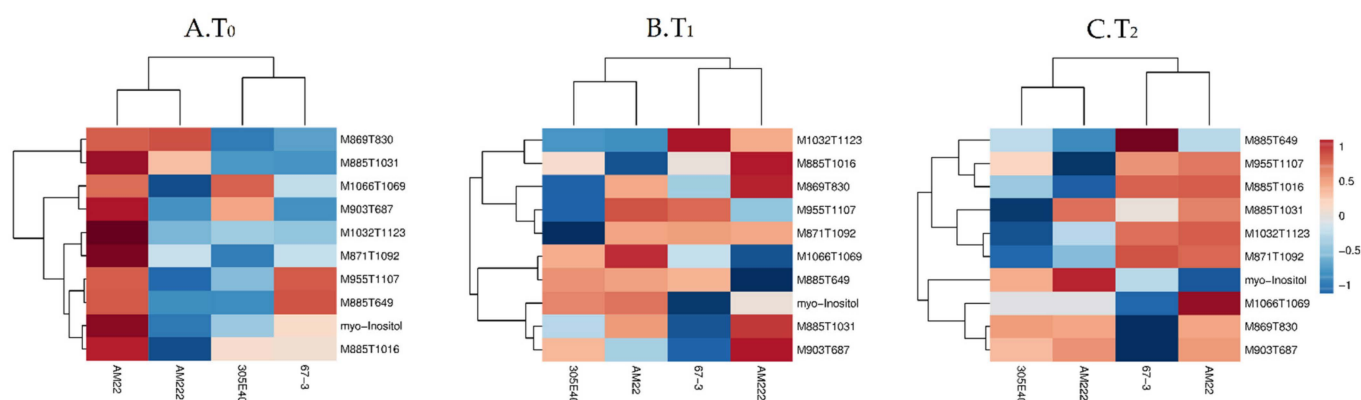 A.T0
B.T1
C.T2
M869T830
M885T1031
M1066T1069
M903T687
M1032T1123
M871T1092
M955T1107
M885T649
myo-Inositol
M885T1016
AM22
AM222
305E40
67-3
M1032T1123
M885T1016
M869T830
M955T1107
M871T1092
M1066T1069
M885T649
myo-Inositol
M885T1031
M903T687
305E40
AM22
67-3
AM222
M885T649
M955T1107
M885T1016
M885T1031
M1032T1123
M871T1092
myo-Inositol
M1066T1069
M869T830
M903T687
305E40
AM222
67-3
AM22
1
0.5
0
-0.5
-1